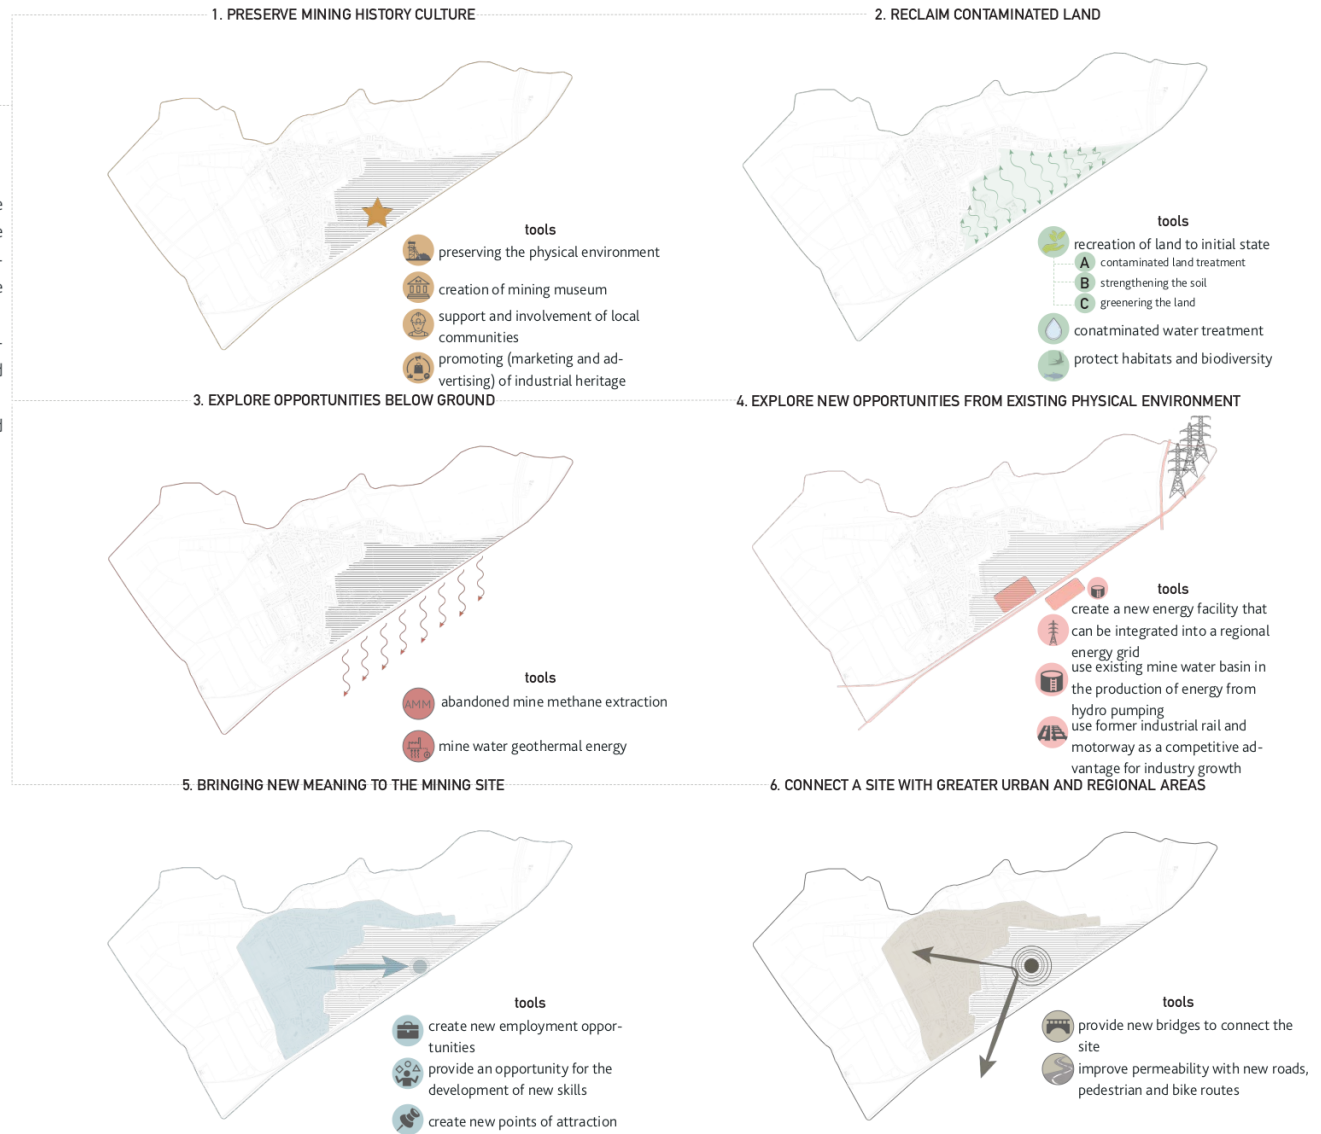 1. PRESERVE MINING HISTORY CULTURE
tools
preserving the physical environment
creation of mining museum
support and involvement of local
communities
promoting (marketing and ad-
vertising) of industrial heritage
2. RECLAIM CONTAMINATED LAND
tools
recreation of land to initial state
A contaminated land treatment
B strengthening the soil
C greenering the land
conatminated water treatment
protect habitats and biodiversity
3. EXPLORE OPPORTUNITIES BELOW GROUND
tools
AMM abandoned mine methane extraction
mine water geothermal energy
4. EXPLORE NEW OPPORTUNITIES FROM EXISTING PHYSICAL ENVIRONMENT
tools
create a new energy facility that
can be integrated into a regional
energy grid
use existing mine water basin in
the production of energy from
hydro pumping
use former industrial rail and
motorway as a competitive ad-
vantage for industry growth
5. BRINGING NEW MEANING TO THE MINING SITE
tools
create new employment oppor-
tunities
provide an opportunity for the
development of new skills
create new points of attraction
6. CONNECT A SITE WITH GREATER URBAN AND REGIONAL AREAS
tools
provide new bridges to connect the
site
improve permeability with new roads,
pedestrian and bike routes